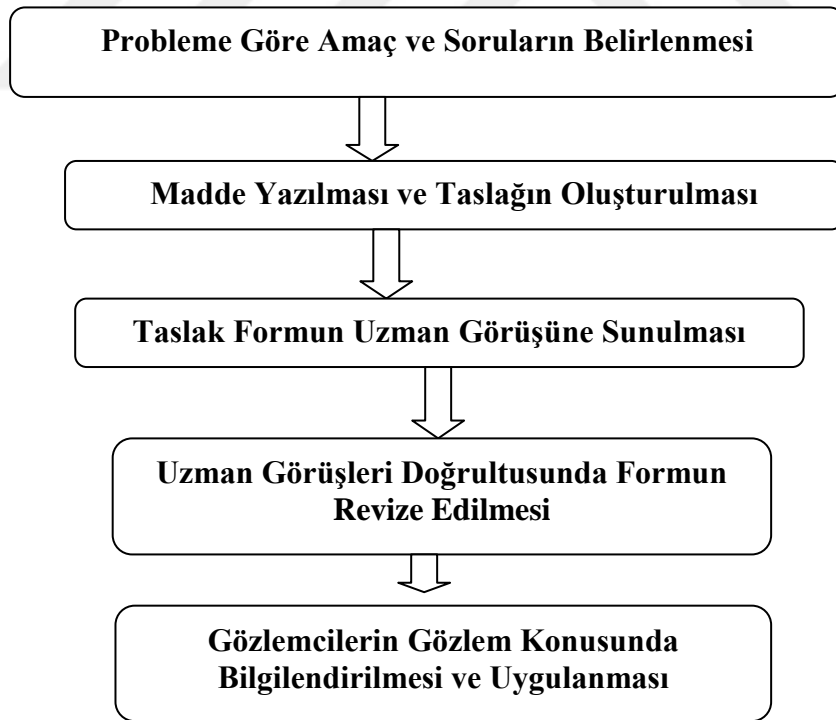 Probleme Göre Amaç ve Soruların Belirlenmesi
Madde Yazılması ve Taslağın Oluşturulması
Taslak Formun Uzman Görüşüne Sunulması
Uzman Görüşleri Doğrultusunda Formun
Revize Edilmesi
Gözlemcilerin Gözlem Konusunda
Bilgilendirilmesi ve Uygulanması